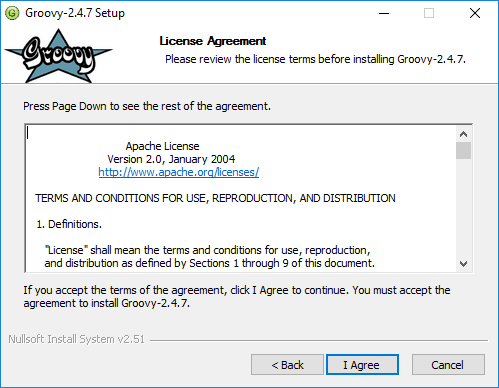 Groovy-2.4.7 Setup
Groovy
License Agreement
Please review the license terms before installing Groovy-2.4.7.
Press Page Down to see the rest of the agreement.
Apache License
Version 2.0, January 2004
http://www.apache.org/licenses/
TERMS AND CONDITIONS FOR USE, REPRODUCTION, AND DISTRIBUTION
1. Definitions.
"License" shall mean the terms and conditions for use, reproduction,
and distribution as defined by Sections 1 through 9 of this document.
If you accept the terms of the agreement, click I Agree to continue. You must accept the
agreement to install Groovy-2.4.7.
Nullsoft Install System v2.51
< Back
I Agree
Cancel